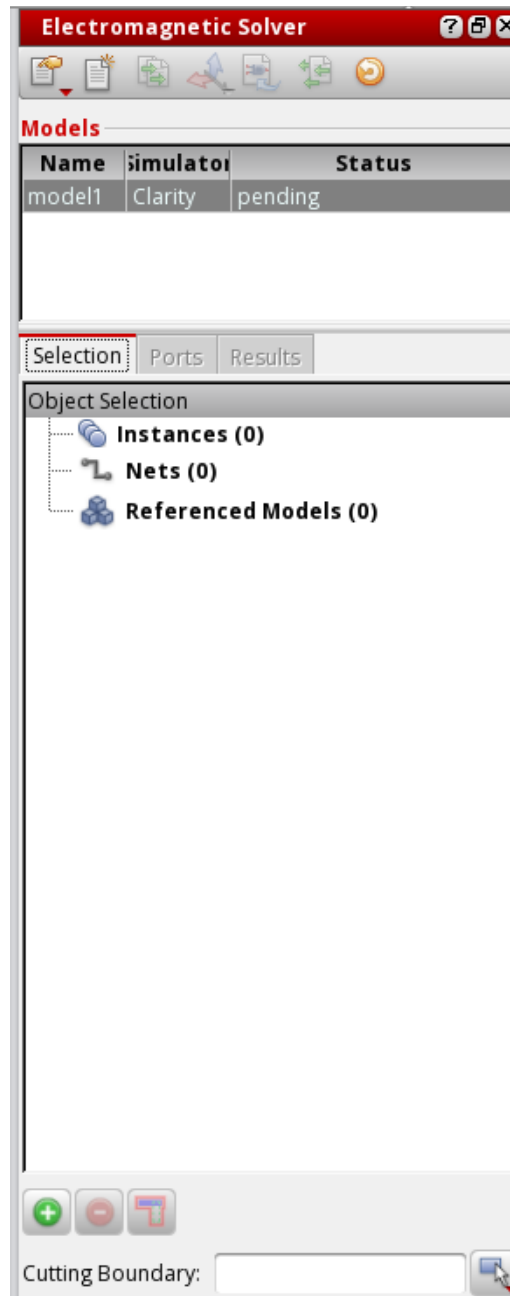 Electromagnetic Solver
Models
Name Simulator Status
model1 Clarity pending
Selection Ports Results
Object Selection
Instances (0)
Nets (0)
Referenced Models (0)
Cutting Boundary: